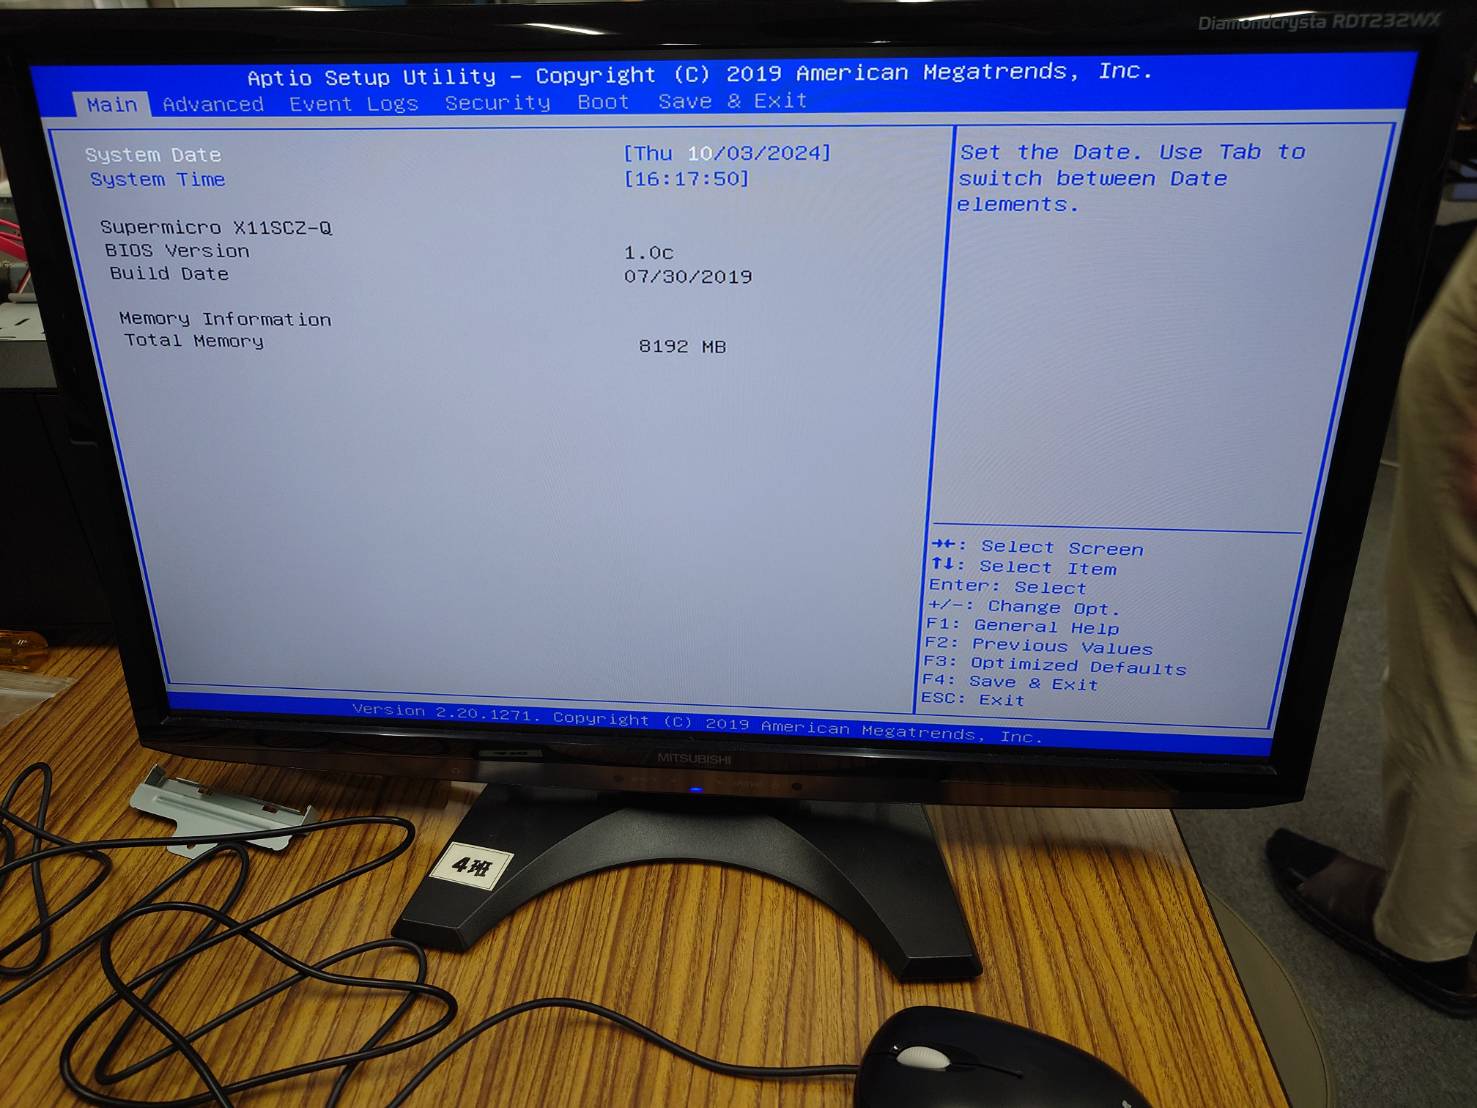 Diamondcrysta RDT232WX
Aptio Setup Utility – Copyright (C) 2019 American Megatrends, Inc.
Main Advanced Event Logs Security Boot Save & Exit
System Date [Thu 10/03/2024]
System Time [16:17:50]
Supermicro X11SCZ-Q
BIOS Version 1.0c
Build Date 07/30/2019
Memory Information
Total Memory 8192 MB
Set the Date. Use Tab to
switch between Date
elements.
→←: Select Screen
↑↓: Select Item
Enter: Select
+/-: Change Opt.
F1: General Help
F2: Previous Values
F3: Optimized Defaults
F4: Save & Exit
ESC: Exit
Version 2.20.1271. Copyright (C) 2019 American Megatrends, Inc.
MITSUBISHI
4班